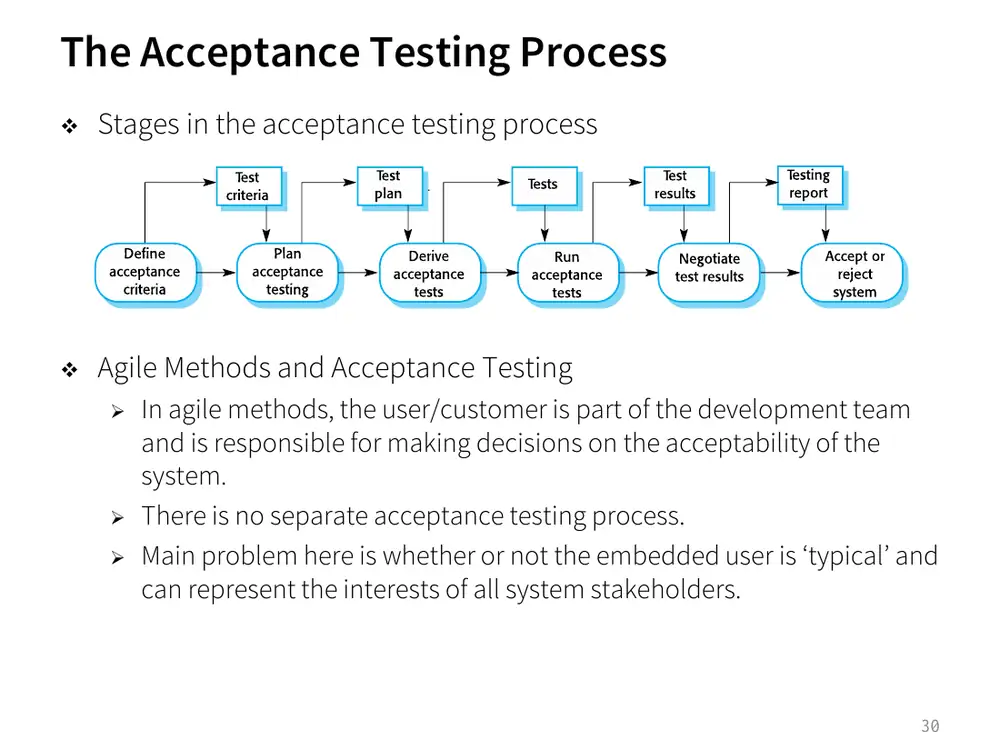 The Acceptance Testing Process
❖ Stages in the acceptance testing process
Test
criteria
Test
plan
Tests
Test
results
Testing
report
Define
acceptance
criteria
Plan
acceptance
testing
Derive
acceptance
tests
Run
acceptance
tests
Negotiate
test results
Accept or
reject
system
❖ Agile Methods and Acceptance Testing
➢ In agile methods, the user/customer is part of the development team
and is responsible for making decisions on the acceptability of the
system.
➢ There is no separate acceptance testing process.
➢ Main problem here is whether or not the embedded user is ‘typical’ and
can represent the interests of all system stakeholders.
30